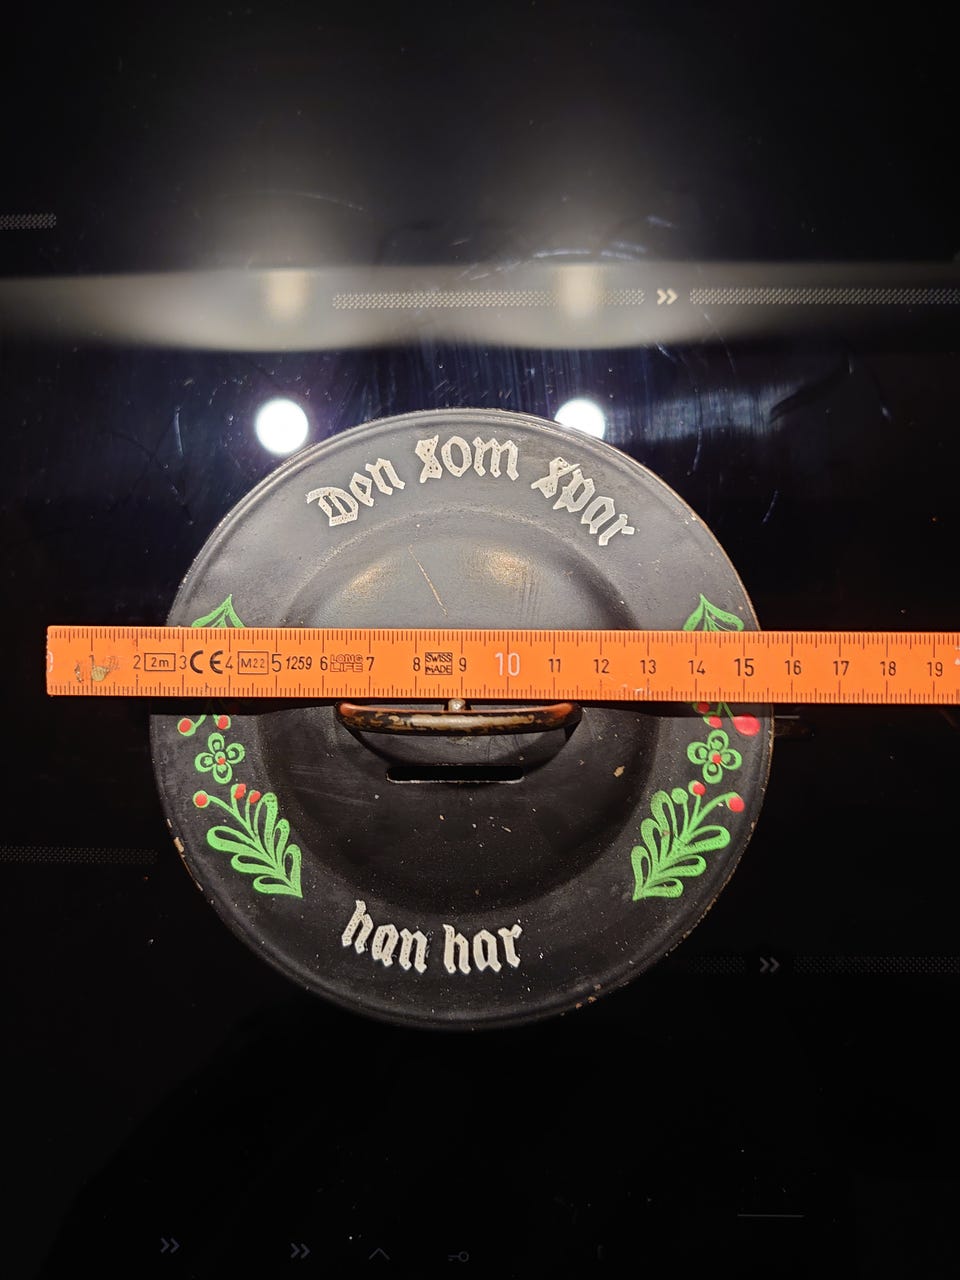 Den som spar
2 2m 3 CE 4 M22 5 1259 6 LONG LIFE 7 8 SWISS MADE 9 10 11 12 13 14 15 16 17 18 19
han har